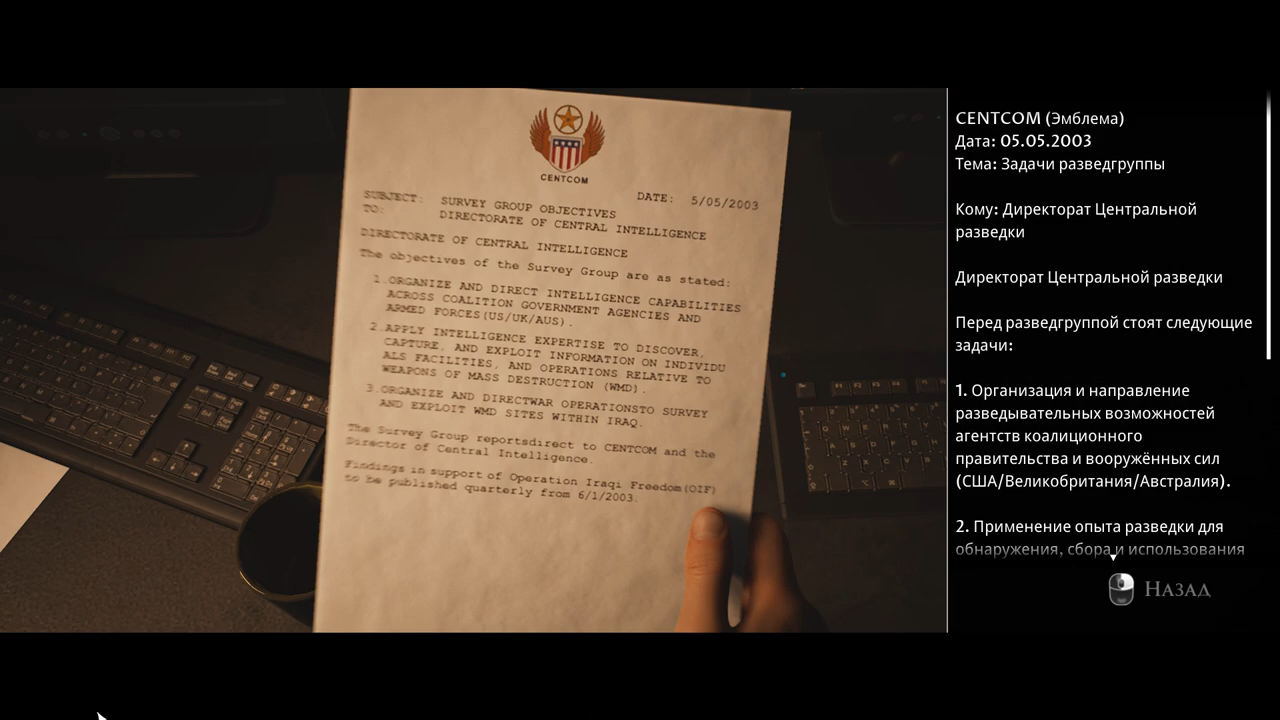 CENTCOM
DATE: 5/05/2003
SUBJECT: SURVEY GROUP OBJECTIVES
TO: DIRECTORATE OF CENTRAL INTELLIGENCE
DIRECTORATE OF CENTRAL INTELLIGENCE
The objectives of the Survey Group are as stated:
1.ORGANIZE AND DIRECT INTELLIGENCE CAPABILITIES
ACROSS COALITION GOVERNMENT AGENCIES AND
ARMED FORCES(US/UK/AUS).
2.APPLY INTELLIGENCE EXPERTISE TO DISCOVER,
CAPTURE, AND EXPLOIT INFORMATION ON INDIVIDU
ALS FACILITIES, AND OPERATIONS RELATIVE TO
WEAPONS OF MASS DESTRUCTION (WMD).
3.ORGANIZE AND DIRECTWAR OPERATIONSTO SURVEY
AND EXPLOIT WMD SITES WITHIN IRAQ.
The Survey Group reportsdirect to CENTCOM and the
Director of Central Intelligence.
Findings in support of Operation Iraqi Freedom(OIF)
to be published quarterly from 6/1/2003.
CENTCOM (Эмблема)
Дата: 05.05.2003
Тема: Задачи разведгруппы
Кому: Директорат Центральной
разведки
Директорат Центральной разведки
Перед разведгруппой стоят следующие
задачи:
1. Организация и направление
разведывательных возможностей
агентств коалиционного
правительства и вооружённых сил
(США/Великобритания/Австралия).
2. Применение опыта разведки для
обнаружения, сбора и использования
Назад